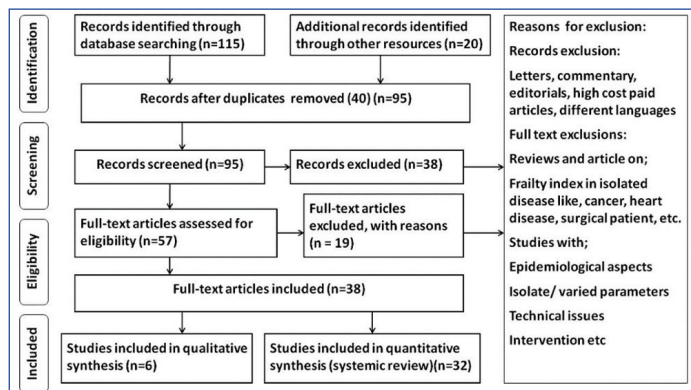 Identification
Records identified through
database searching (n=115)
Additional records identified
through other resources (n=20)
Records after duplicates removed (40) (n=95)
Screening
Records screened (n=95)
Records excluded (n=38)
Eligibility
Full-text articles assessed for
eligibility (n=57)
Full-text articles
excluded, with reasons
(n = 19)
Full-text articles included (n=38)
Included
Studies included in qualitative
synthesis (n=6)
Studies included in quantitative
synthesis (systemic review)(n=32)
Reasons for exclusion:
Records exclusion:
Letters, commentary,
editorials, high cost paid
articles, different languages
Full text exclusions:
Reviews and article on;
Frailty index in isolated
disease like, cancer, heart
disease, surgical patient, etc.
Studies with;
Epidemiological aspects
Isolate/ varied parameters
Technical issues
Intervention etc